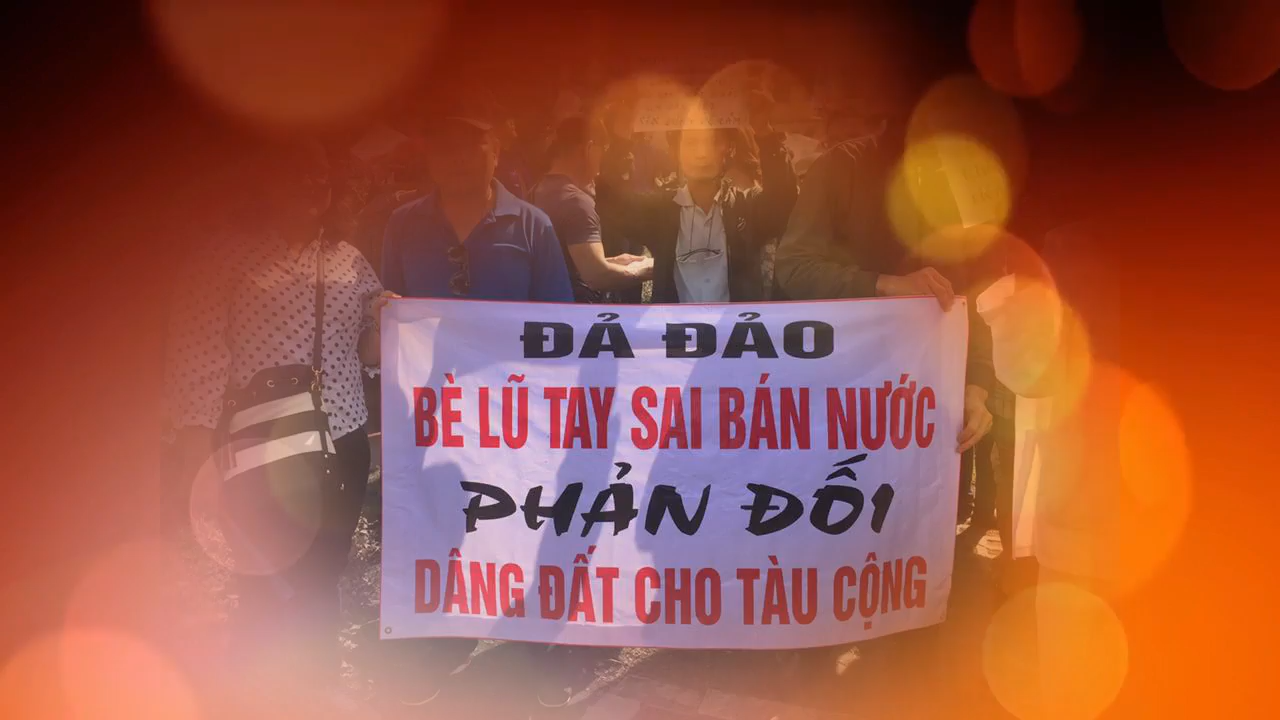 ĐẢ ĐẢO
BÈ LŨ TAY SAI BÁN NƯỚC
PHẢN ĐỐI
DÂNG ĐẤT CHO TÀU CỘNG